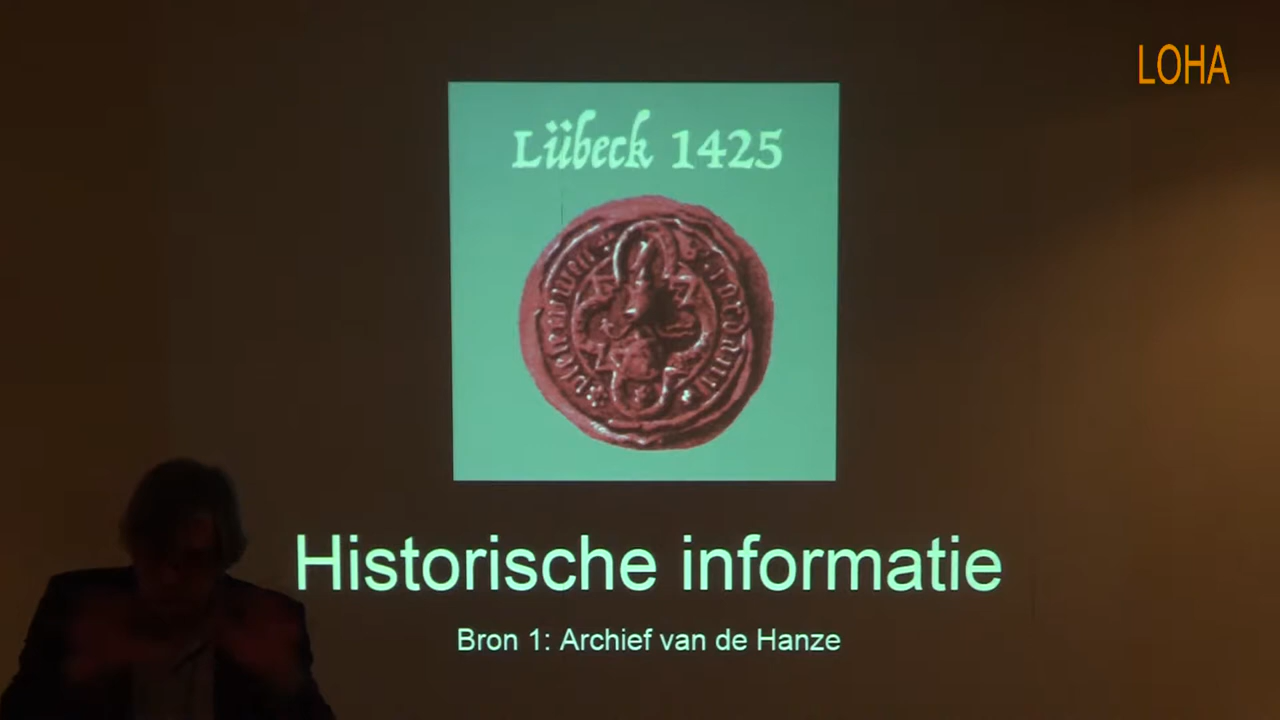 LOHA
Lübeck 1425
Historische informatie
Bron 1: Archief van de Hanze